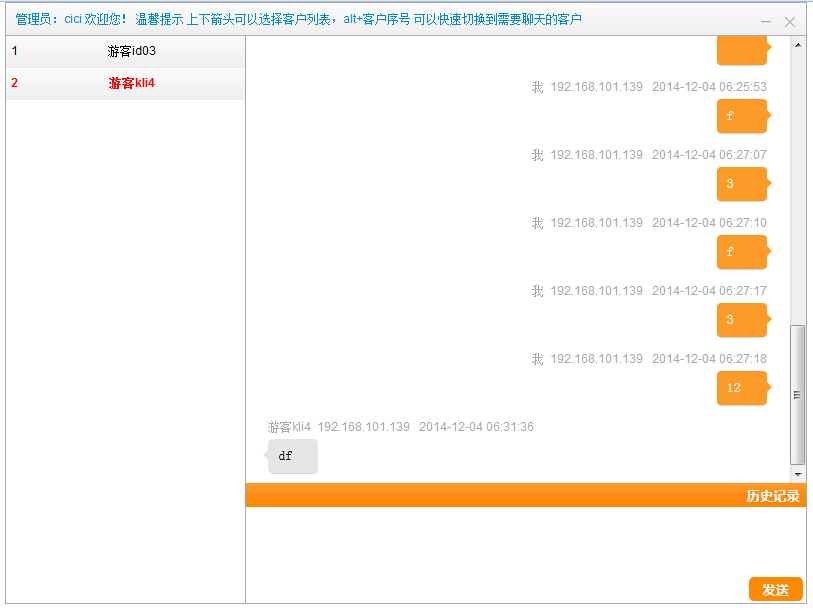 管理员：cici 欢迎您！ 温馨提示 上下箭头可以选择客户列表，alt+客户序号 可以快速切换到需要聊天的客户
1 游客id03
2 游客kli4
我 192.168.101.139 2014-12-04 06:25:53
f
我 192.168.101.139 2014-12-04 06:27:07
3
我 192.168.101.139 2014-12-04 06:27:10
f
我 192.168.101.139 2014-12-04 06:27:17
3
我 192.168.101.139 2014-12-04 06:27:18
12
游客kli4 192.168.101.139 2014-12-04 06:31:36
df
历史记录
发送